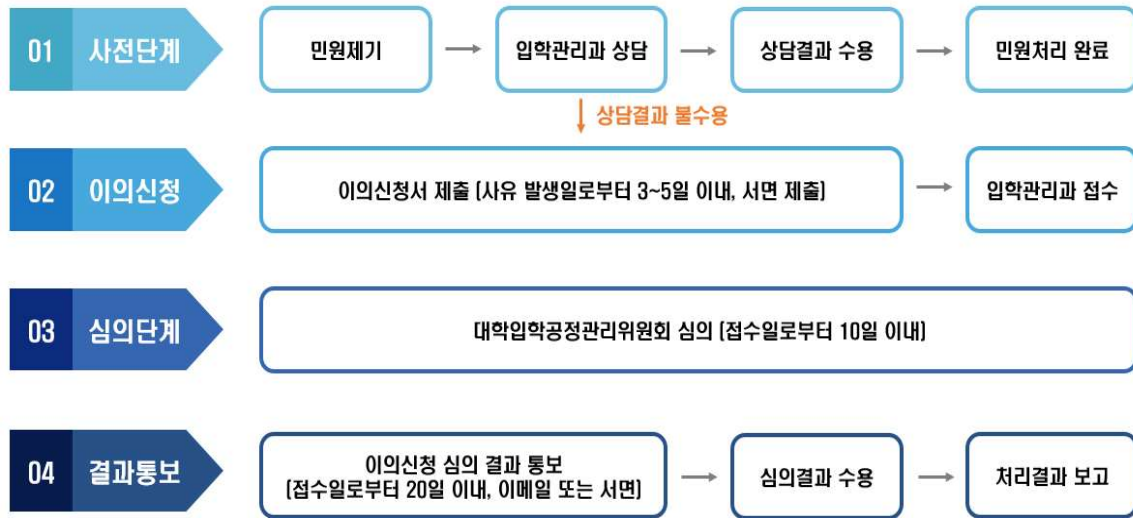 01 사전단계
민원제기 → 입학관리과 상담 → 상담결과 수용 → 민원처리 완료
↓ 상담결과 불수용
02 이의신청
이의신청서 제출 (사유 발생일로부터 3~5일 이내, 서면 제출) → 입학관리과 접수
03 심의단계
대학입학공정관리위원회 심의 (접수일로부터 10일 이내)
04 결과통보
이의신청 심의 결과 통보
(접수일로부터 20일 이내, 이메일 또는 서면) → 심의결과 수용 → 처리결과 보고